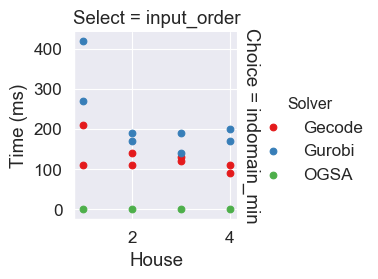 Select = input_order
400
300
200
100
0
Time (ms)
2
4
House
Choice = indomain_min
Solver
Gecode
Gurobi
OGSA